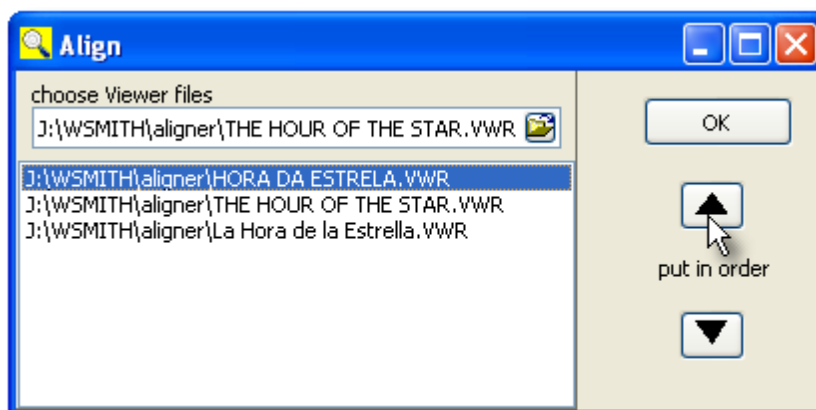 Align
choose Viewer files
J:\WSMITH\aligner\THE HOUR OF THE STAR.VWR
J:\WSMITH\aligner\HORA DA ESTRELA.VWR
J:\WSMITH\aligner\THE HOUR OF THE STAR.VWR
J:\WSMITH\aligner\La Hora de la Estrella.VWR
OK
put in order